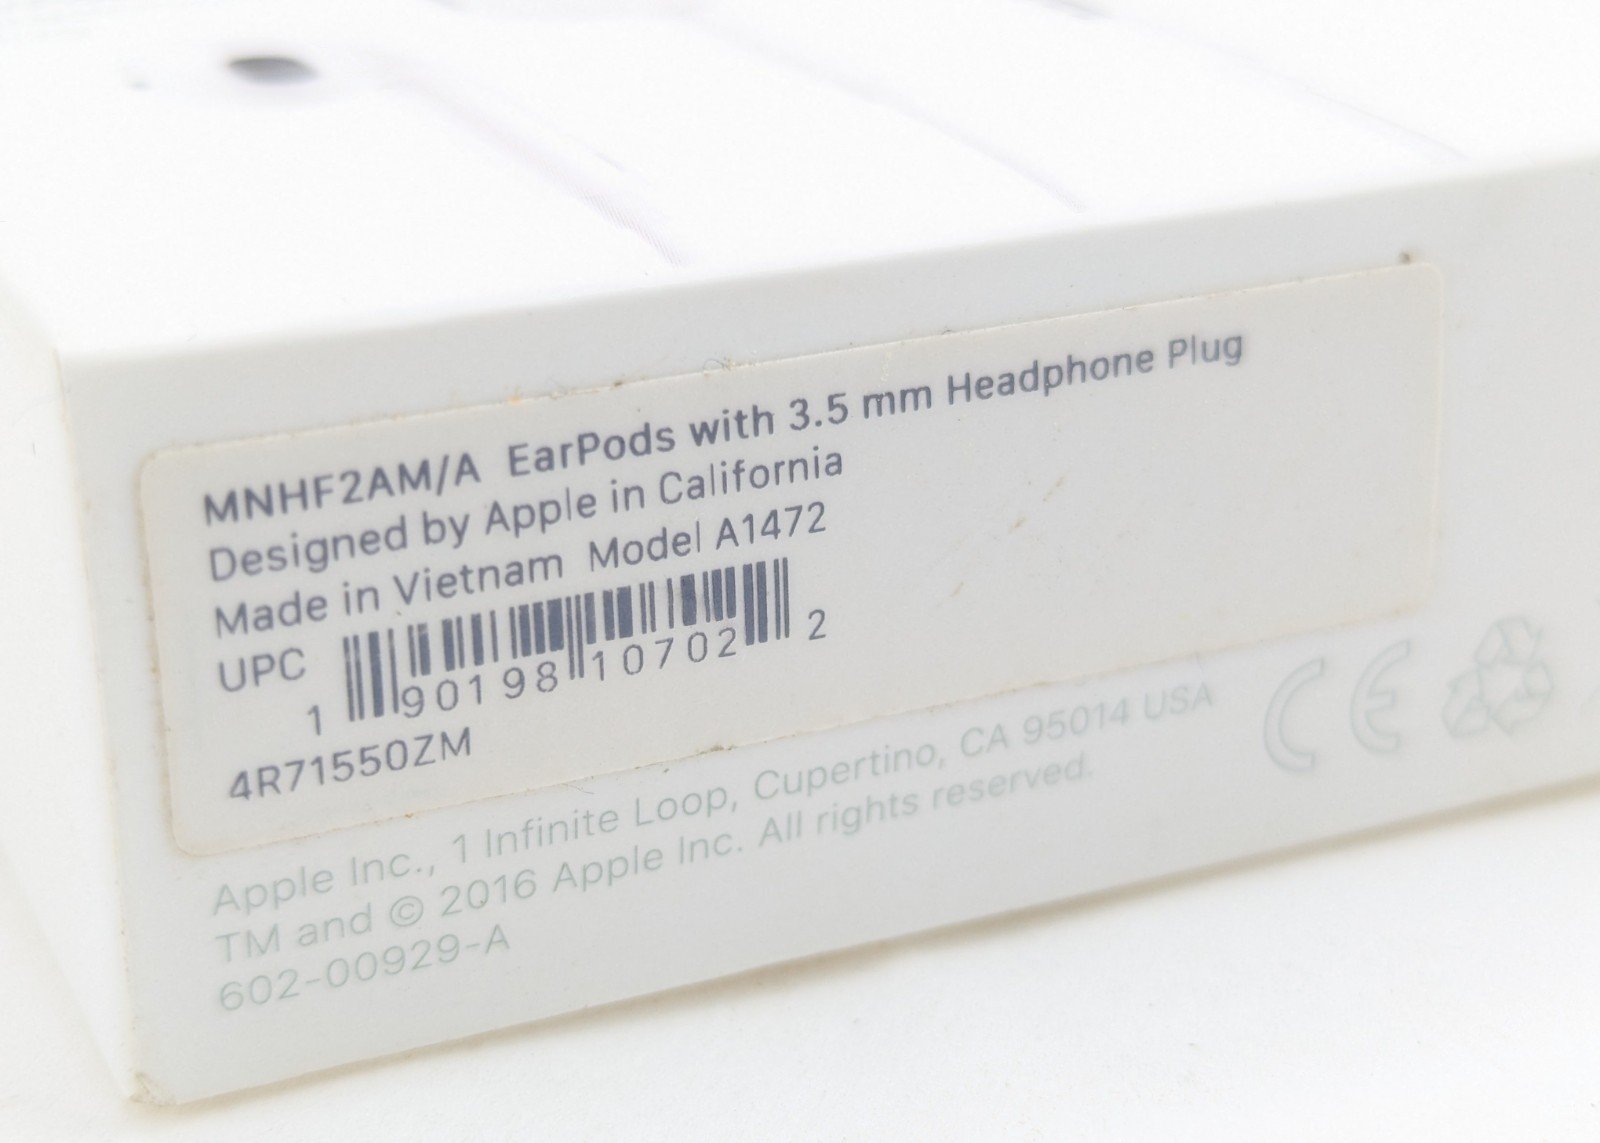 MNHF2AM/A EarPods with 3.5 mm Headphone Plug
Designed by Apple in California
Made in Vietnam Model A1472
UPC
1 90198 10702 2
4R71550ZM
Apple Inc., 1 Infinite Loop, Cupertino, CA 95014 USA
TM and © 2016 Apple Inc. All rights reserved.
602-00929-A
CE